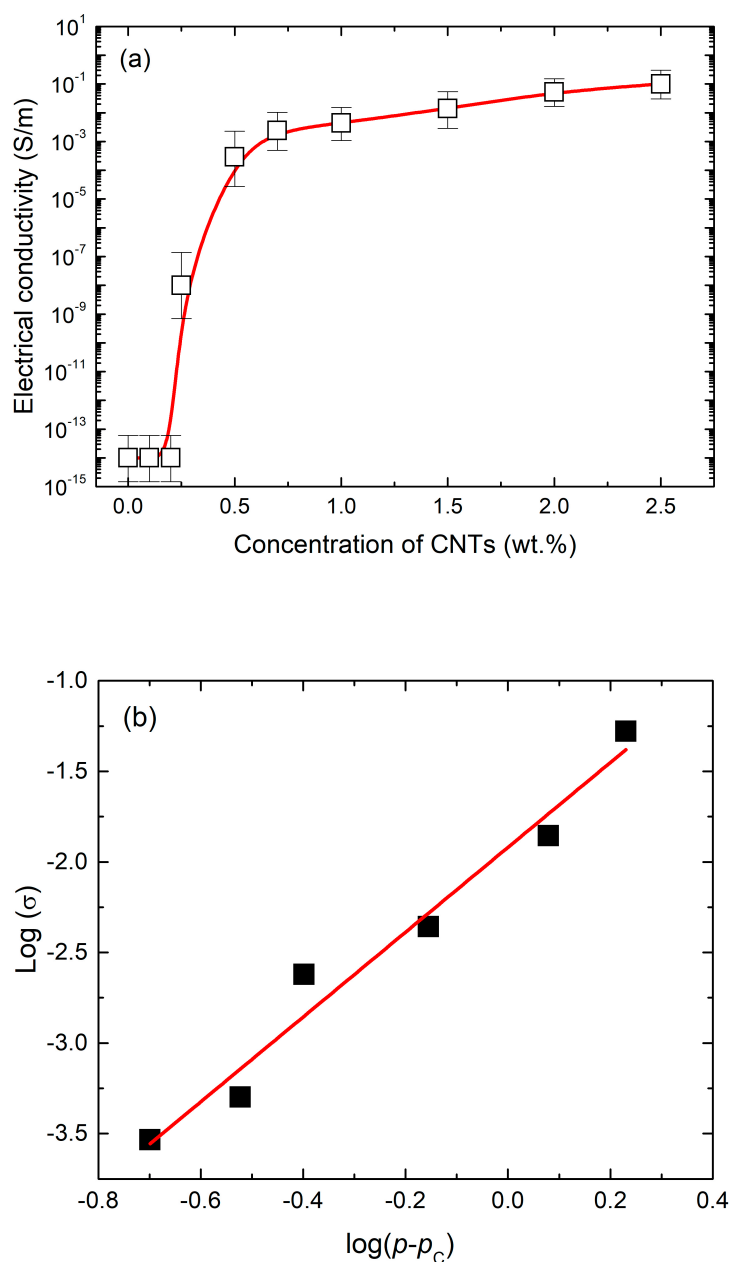 (a)
Electrical conductivity (S/m)
10¹
10⁻¹
10⁻³
10⁻⁵
10⁻⁷
10⁻⁹
10⁻¹¹
10⁻¹³
10⁻¹⁵
0.0 0.5 1.0 1.5 2.0 2.5
Concentration of CNTs (wt.%)
(b)
Log (σ)
-1.0
-1.5
-2.0
-2.5
-3.0
-3.5
-0.8 -0.6 -0.4 -0.2 0.0 0.2 0.4
log(p-p_C)